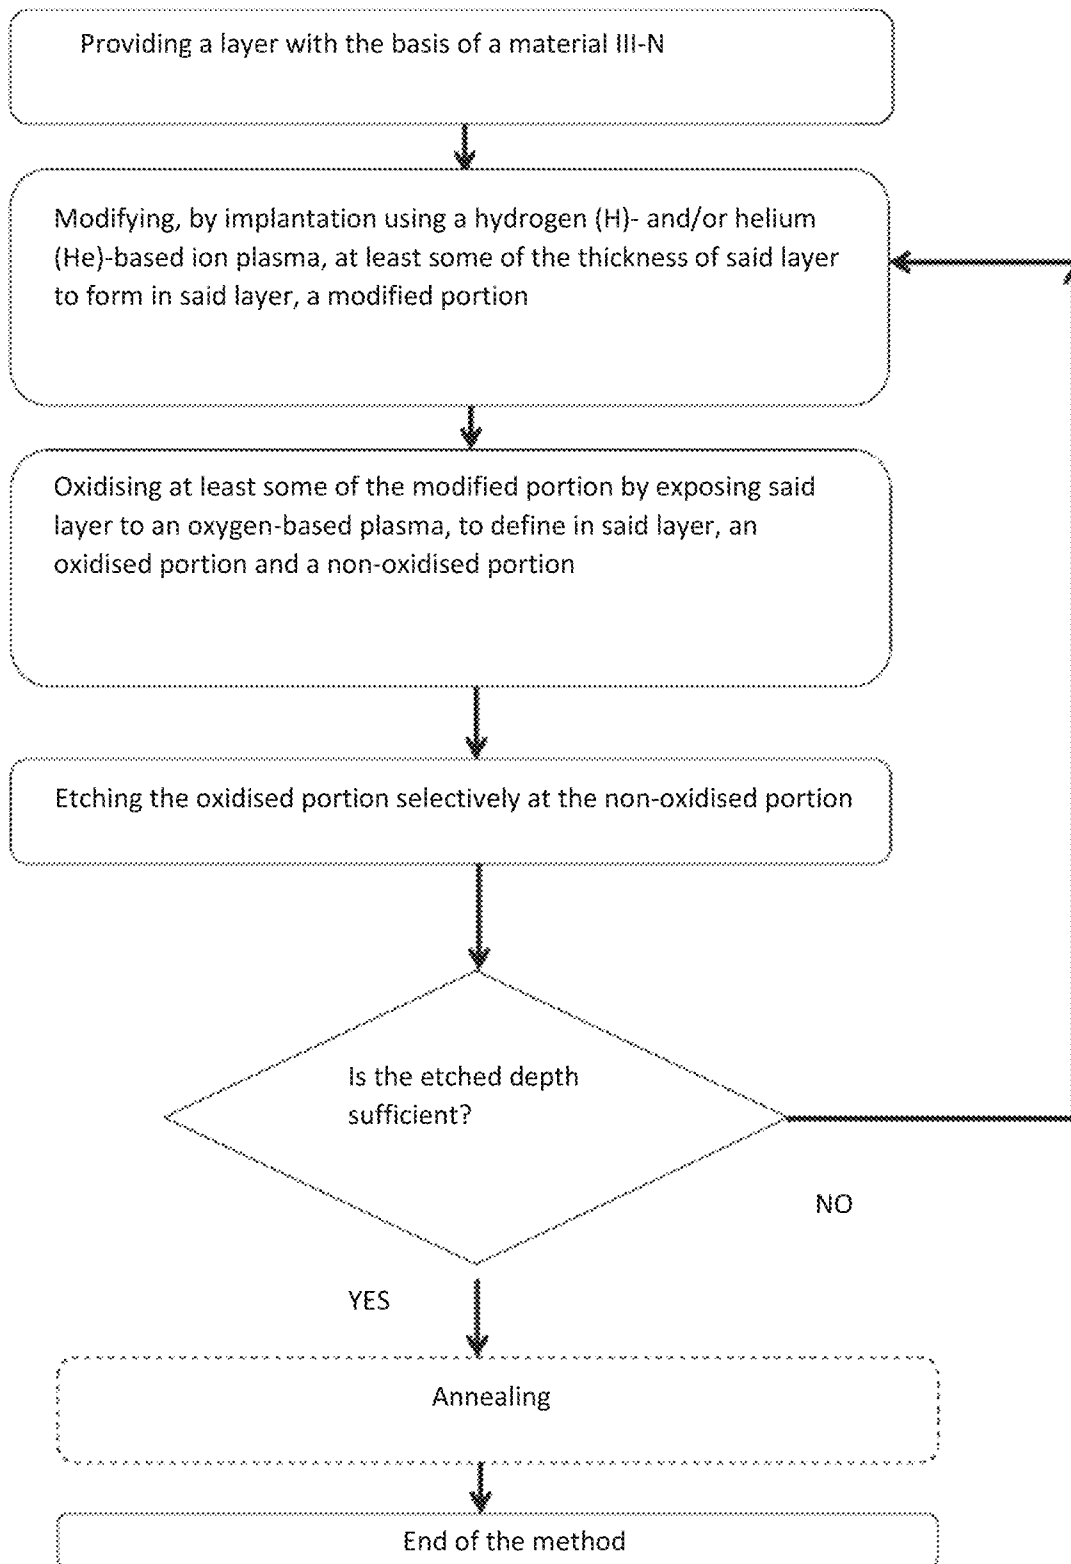 Providing a layer with the basis of a material III-N
Modifying, by implantation using a hydrogen (H)- and/or helium
(He)-based ion plasma, at least some of the thickness of said layer
to form in said layer, a modified portion
Oxidising at least some of the modified portion by exposing said
layer to an oxygen-based plasma, to define in said layer, an
oxidised portion and a non-oxidised portion
Etching the oxidised portion selectively at the non-oxidised portion
Is the etched depth
sufficient?
NO
YES
Annealing
End of the method